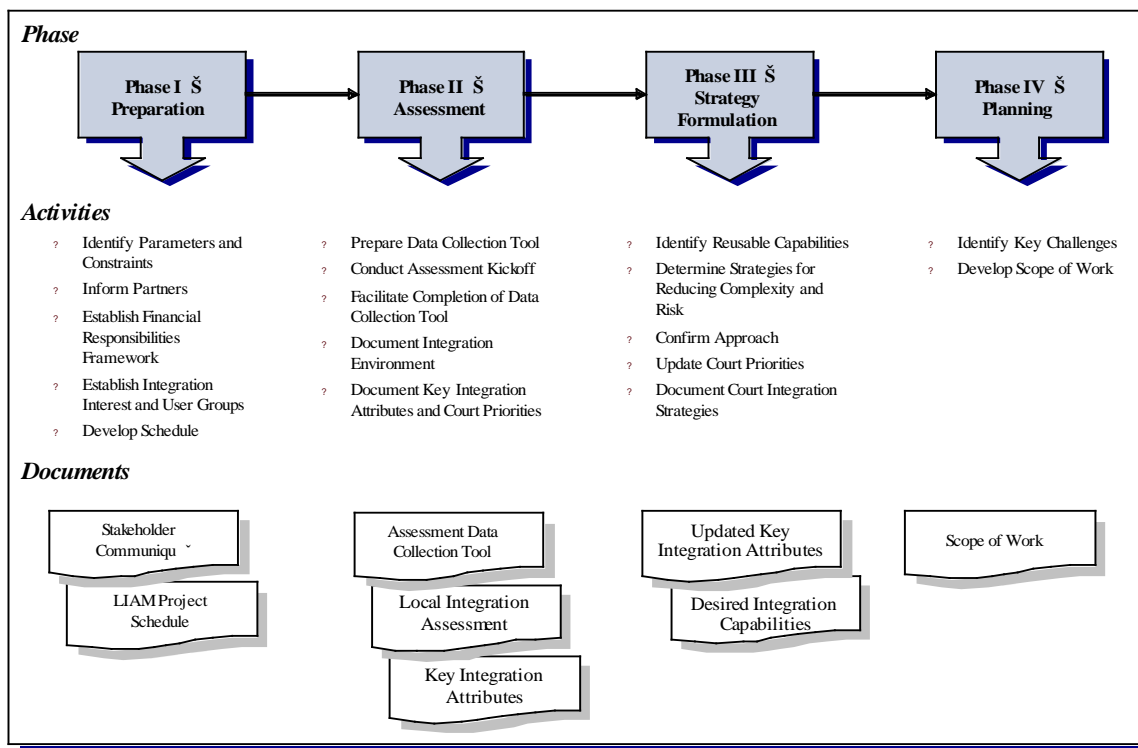 Phase
Phase I Š
Preparation
Phase II Š
Assessment
Phase III Š
Strategy
Formulation
Phase IV Š
Planning
Activities
? Identify Parameters and
Constraints
? Inform Partners
? Establish Financial
Responsibilities
Framework
? Establish Integration
Interest and User Groups
? Develop Schedule
? Prepare Data Collection Tool
? Conduct Assessment Kickoff
? Facilitate Completion of Data
Collection Tool
? Document Integration
Environment
? Document Key Integration
Attributes and Court Priorities
? Identify Reusable Capabilities
? Determine Strategies for
Reducing Complexity and
Risk
? Confirm Approach
? Update Court Priorities
? Document Court Integration
Strategies
? Identify Key Challenges
? Develop Scope of Work
Documents
Stakeholder
Communiqu ˇ
LIAM Project
Schedule
Assessment Data
Collection Tool
Local Integration
Assessment
Key Integration
Attributes
Updated Key
Integration Attributes
Desired Integration
Capabilities
Scope of Work